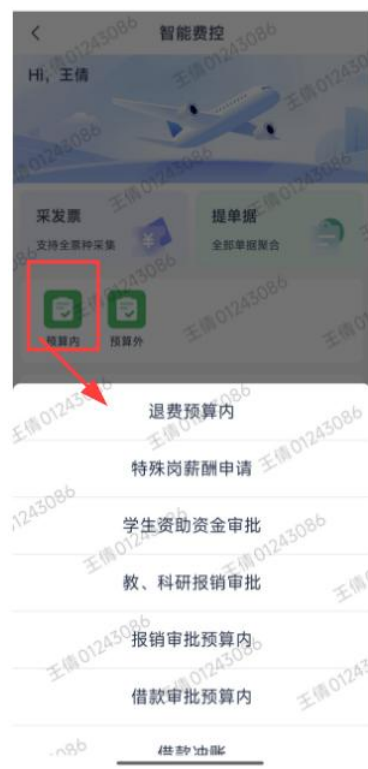 智能费控
Hi, 王倩
采发票
支持全票种采集
提单据
全部单据聚合
预算内
预算外
退费预算内
特殊岗薪酬申请
学生资助资金审批
教、科研报销审批
报销审批预算内
借款审批预算内
借款冲账
王倩01243086